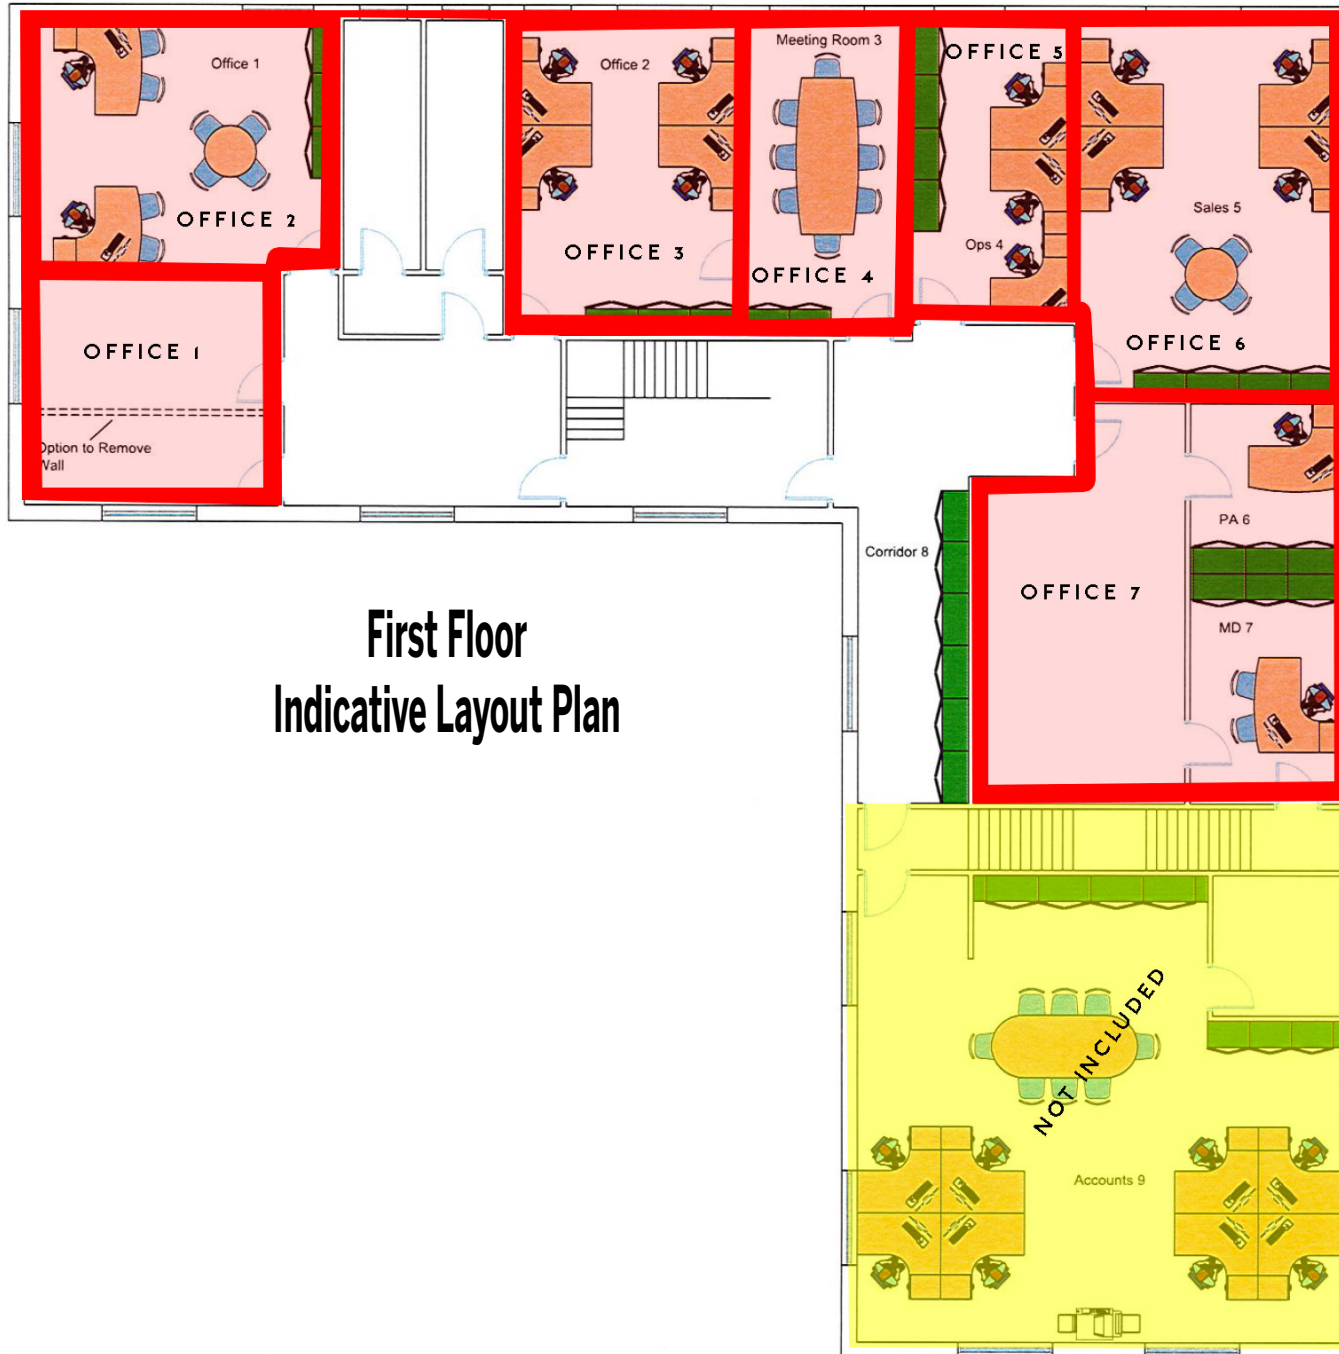 Office 1
OFFICE 2
OFFICE 1
Option to Remove
Wall
Office 2
OFFICE 3
Meeting Room 3
OFFICE 4
OFFICE 5
Ops 4
Sales 5
OFFICE 6
PA 6
OFFICE 7
MD 7
Corridor 8
First Floor
Indicative Layout Plan
NOT INCLUDED
Accounts 9